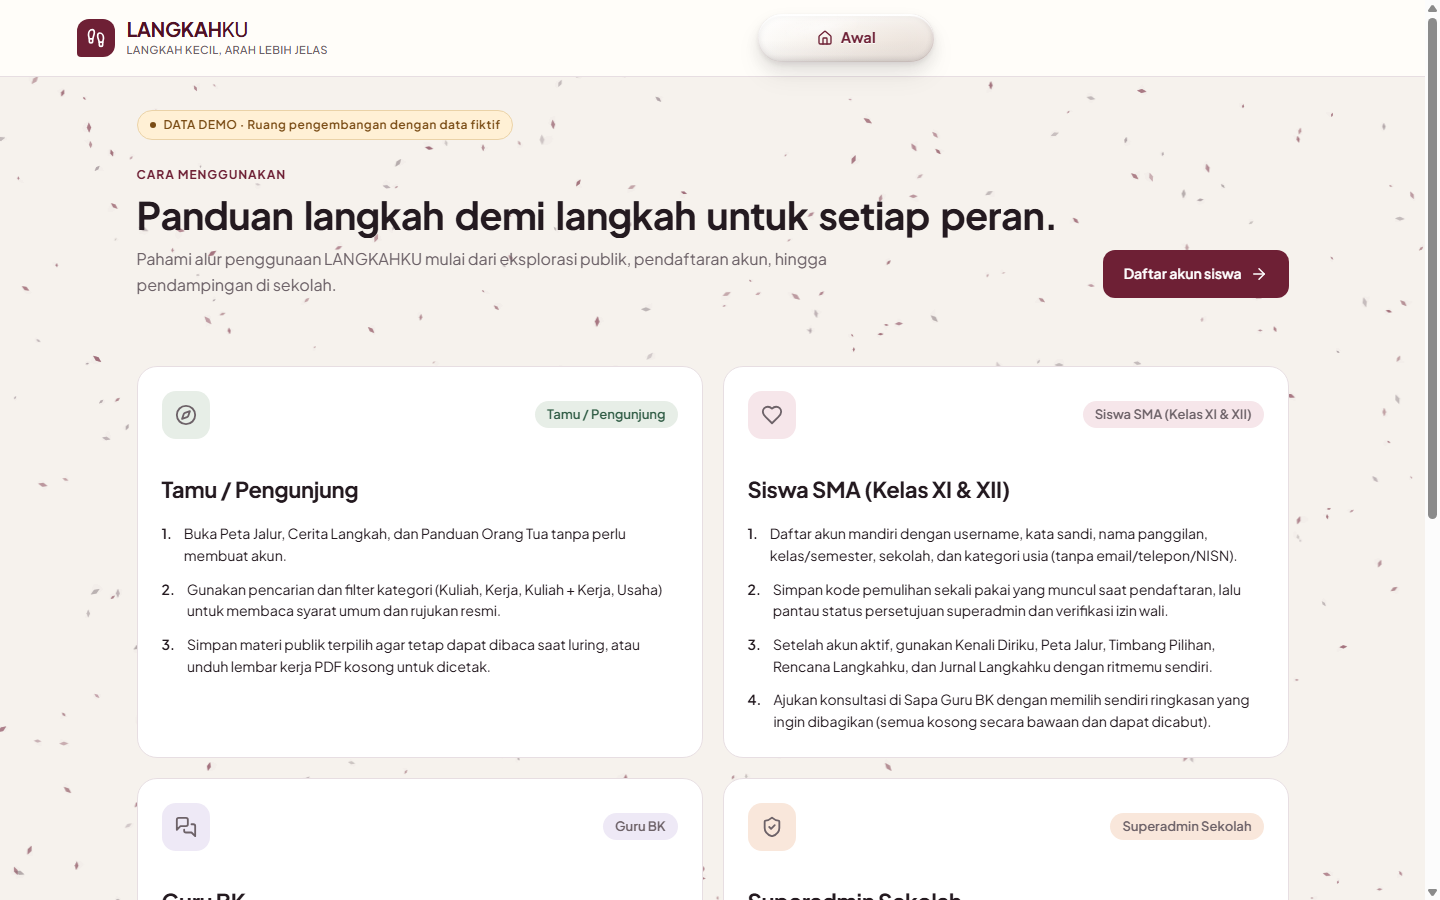 LANGKAHKU
LANGKAH KECIL, ARAH LEBIH JELAS
Awal
DATA DEMO · Ruang pengembangan dengan data fiktif
CARA MENGGUNAKAN
Panduan langkah demi langkah untuk setiap peran.
Pahami alur penggunaan LANGKAHKU mulai dari eksplorasi publik, pendaftaran akun, hingga
pendampingan di sekolah.
Daftar akun siswa
Tamu / Pengunjung
Tamu / Pengunjung
1. Buka Peta Jalur, Cerita Langkah, dan Panduan Orang Tua tanpa perlu
membuat akun.
2. Gunakan pencarian dan filter kategori (Kuliah, Kerja, Kuliah + Kerja, Usaha)
untuk membaca syarat umum dan rujukan resmi.
3. Simpan materi publik terpilih agar tetap dapat dibaca saat luring, atau
unduh lembar kerja PDF kosong untuk dicetak.
Siswa SMA (Kelas XI & XII)
Siswa SMA (Kelas XI & XII)
1. Daftar akun mandiri dengan username, kata sandi, nama panggilan,
kelas/semester, sekolah, dan kategori usia (tanpa email/telepon/NISN).
2. Simpan kode pemulihan sekali pakai yang muncul saat pendaftaran, lalu
pantau status persetujuan superadmin dan verifikasi izin wali.
3. Setelah akun aktif, gunakan Kenali Diriku, Peta Jalur, Timbang Pilihan,
Rencana Langkahku, dan Jurnal Langkahku dengan ritmemu sendiri.
4. Ajukan konsultasi di Sapa Guru BK dengan memilih sendiri ringkasan yang
ingin dibagikan (semua kosong secara bawaan dan dapat dicabut).
Guru BK
Guru BK
Superadmin Sekolah
Superadmin Sekolah